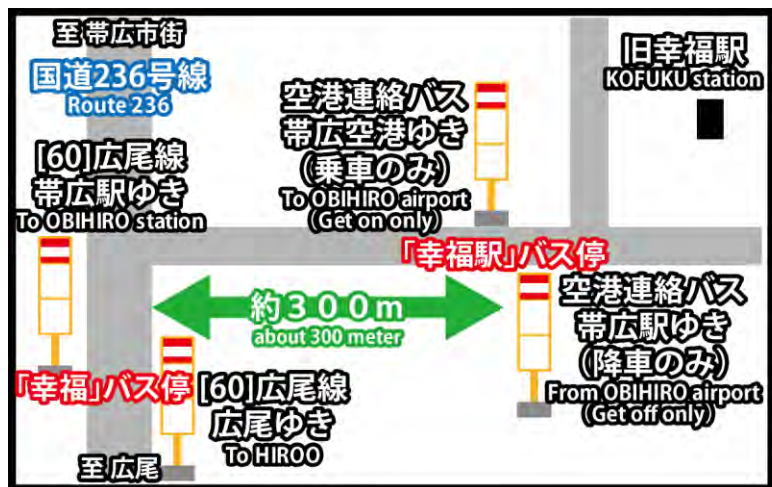 至 帯広市街
国道236号線
Route 236
[60]広尾線
帯広駅ゆき
To OBIHIRO station
空港連絡バス
帯広空港ゆき
(乗車のみ)
To OBIHIRO airport
(Get on only)
旧幸福駅
KOFUKU station
「幸福駅」バス停
約300m
about 300 meter
空港連絡バス
帯広駅ゆき
(降車のみ)
From OBIHIRO airport
(Get off only)
「幸福」バス停
[60]広尾線
広尾ゆき
To HIROO
至 広尾